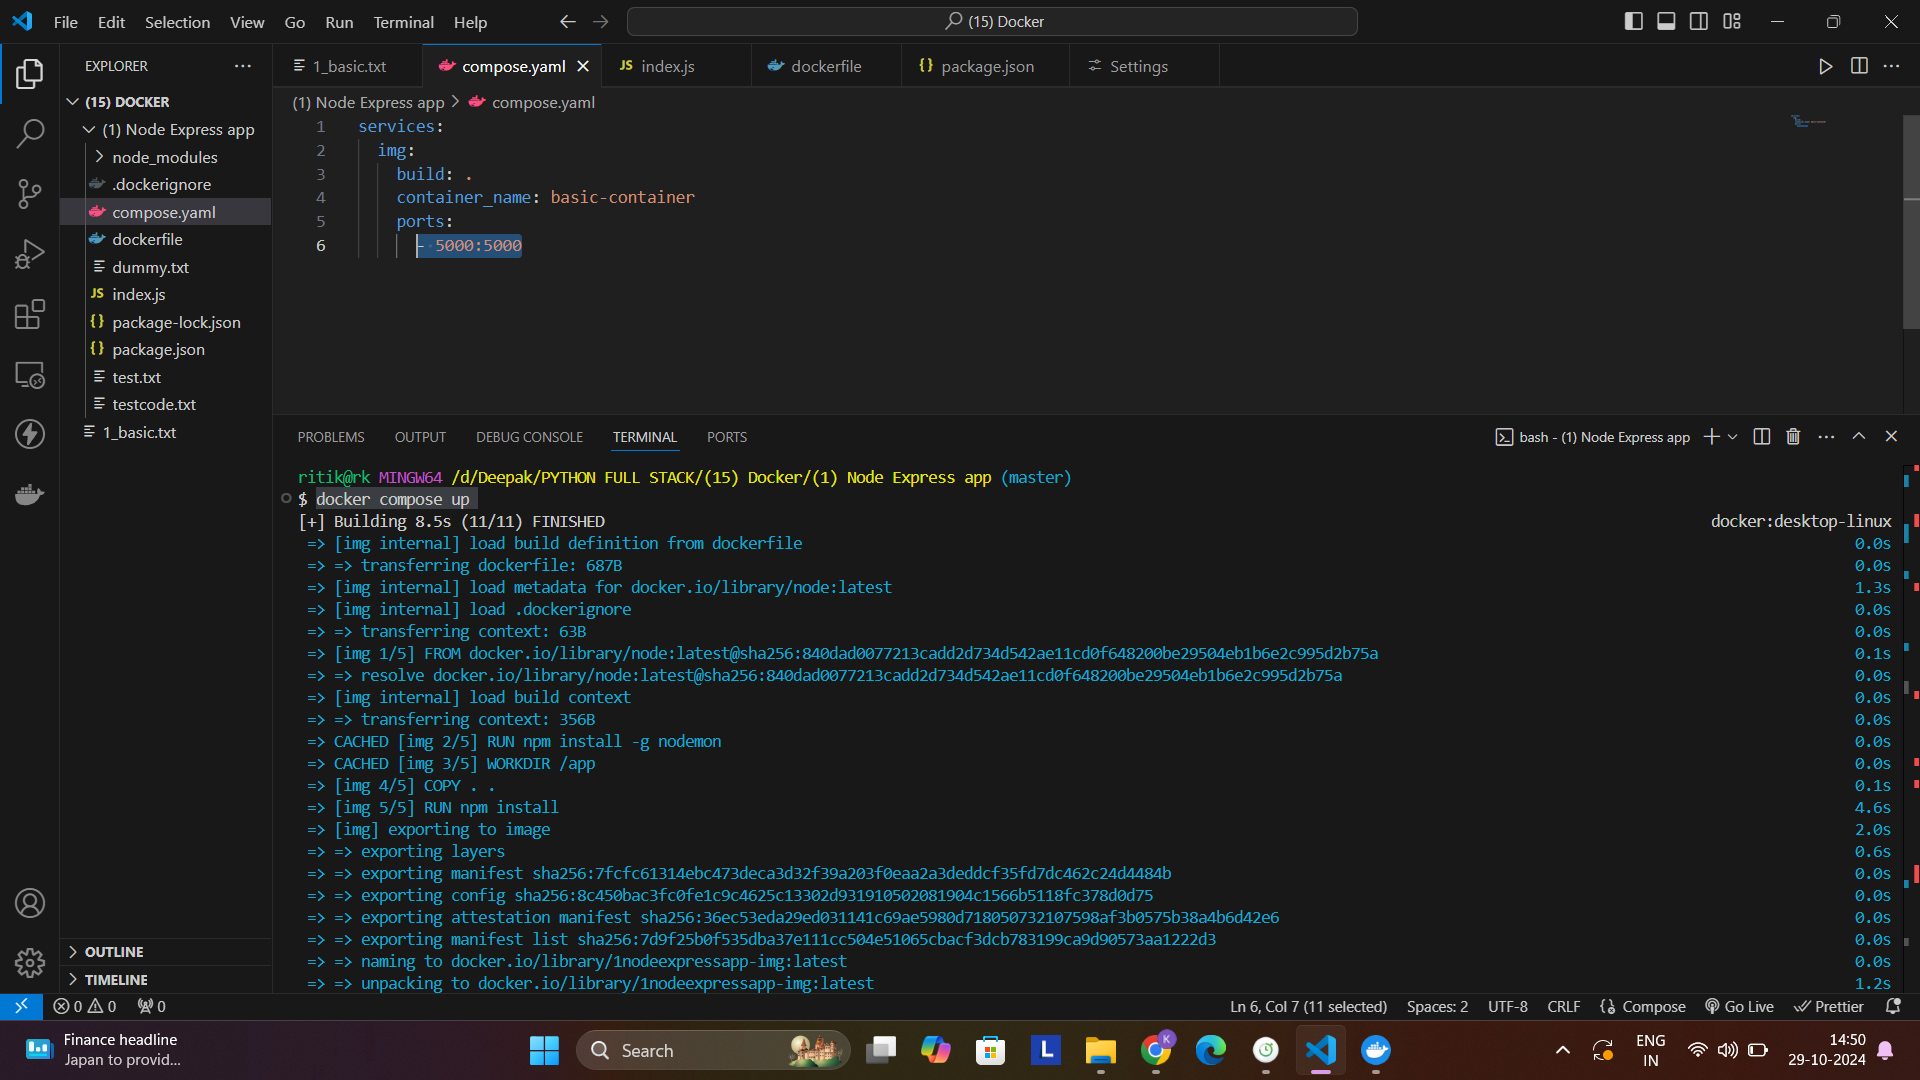 File Edit Selection View Go Run Terminal Help
(15) Docker
EXPLORER
(15) DOCKER
(1) Node Express app
node_modules
.dockerignore
compose.yaml
dockerfile
dummy.txt
JS index.js
{} package-lock.json
{} package.json
test.txt
testcode.txt
1_basic.txt
OUTLINE
TIMELINE
1_basic.txt compose.yaml JS index.js dockerfile {} package.json Settings
(1) Node Express app > compose.yaml
1 services:
2 img:
3 build: .
4 container_name: basic-container
5 ports:
6 - 5000:5000
PROBLEMS OUTPUT DEBUG CONSOLE TERMINAL PORTS
bash - (1) Node Express app
ritik@rk MINGW64 /d/Deepak/PYTHON FULL STACK/(15) Docker/(1) Node Express app (master)
$ docker compose up
[+] Building 8.5s (11/11) FINISHED docker:desktop-linux
=> [img internal] load build definition from dockerfile 0.0s
=> => transferring dockerfile: 687B 0.0s
=> [img internal] load metadata for docker.io/library/node:latest 1.3s
=> [img internal] load .dockerignore 0.0s
=> => transferring context: 63B 0.0s
=> [img 1/5] FROM docker.io/library/node:latest@sha256:840dad0077213cadd2d734d542ae11cd0f648200be29504eb1b6e2c995d2b75a 0.1s
=> => resolve docker.io/library/node:latest@sha256:840dad0077213cadd2d734d542ae11cd0f648200be29504eb1b6e2c995d2b75a 0.0s
=> [img internal] load build context 0.0s
=> => transferring context: 356B 0.0s
=> CACHED [img 2/5] RUN npm install -g nodemon 0.0s
=> CACHED [img 3/5] WORKDIR /app 0.0s
=> [img 4/5] COPY . . 0.1s
=> [img 5/5] RUN npm install 4.6s
=> [img] exporting to image 2.0s
=> => exporting layers 0.6s
=> => exporting manifest sha256:7fcfc61314ebc473deca3d32f39a203f0eaa2a3deddcf35fd7dc462c24d4484b 0.0s
=> => exporting config sha256:8c450bac3fc0fe1c9c4625c13302d931910502081904c1566b5118fc378d0d75 0.0s
=> => exporting attestation manifest sha256:36ec53eda29ed031141c69ae5980d718050732107598af3b0575b38a4b6d42e6 0.0s
=> => exporting manifest list sha256:7d9f25b0f535dba37e111cc504e51065cbacf3dcb783199ca9d90573aa1222d3 0.0s
=> => naming to docker.io/library/1nodeexpressapp-img:latest 0.0s
=> => unpacking to docker.io/library/1nodeexpressapp-img:latest 1.2s
0 0 0 Ln 6, Col 7 (11 selected) Spaces: 2 UTF-8 CRLF Compose Go Live Prettier
Finance headline
Japan to provid...
Search
ENG
IN
14:50
29-10-2024